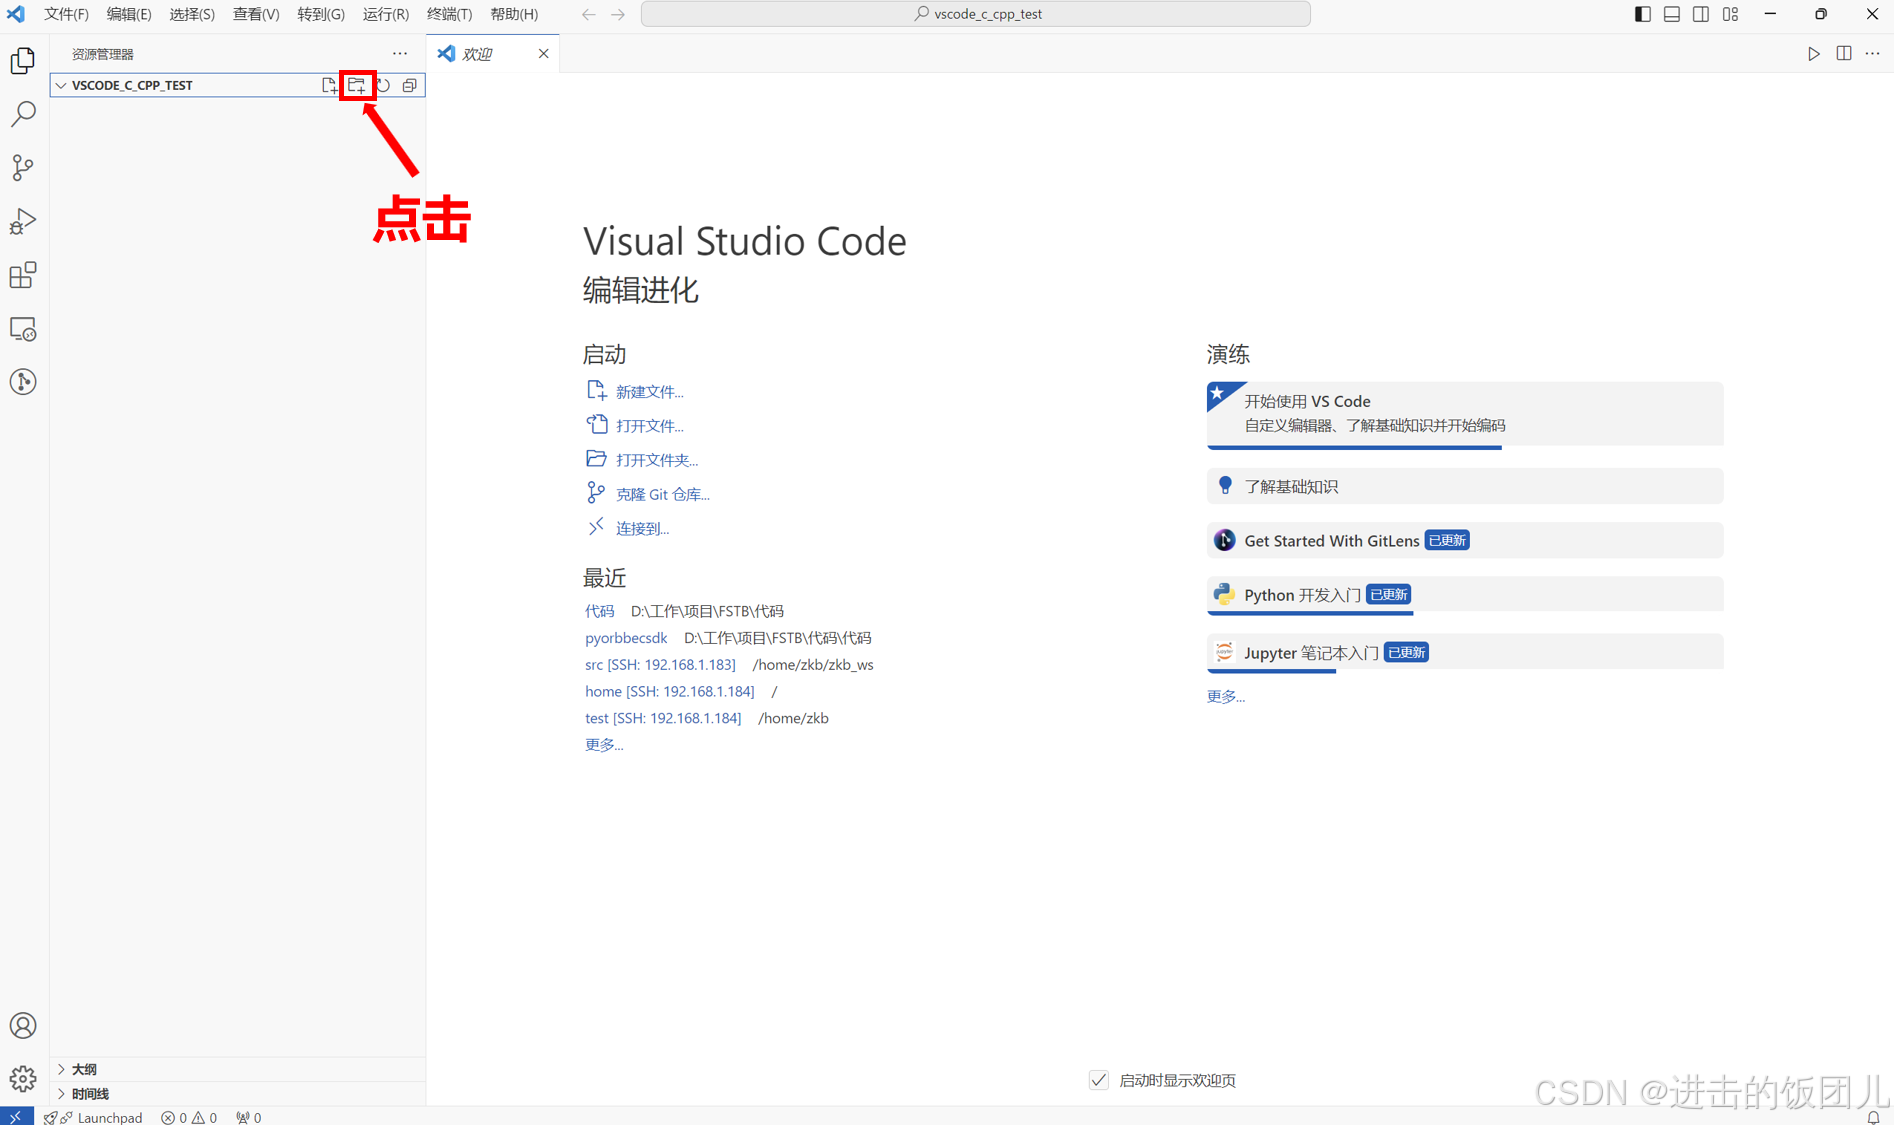 文件(F) 编辑(E) 选择(S) 查看(V) 转到(G) 运行(R) 终端(T) 帮助(H) vscode_c_cpp_test
资源管理器
欢迎
VSCODE_C_CPP_TEST
点击
Visual Studio Code
编辑进化
启动
新建文件...
打开文件...
打开文件夹...
克隆 Git 仓库...
连接到...
最近
代码 D:\工作\项目\FSTB\代码
pyorbbecsdk D:\工作\项目\FSTB\代码\代码
src [SSH: 192.168.1.183] /home/zkb/zkb_ws
home [SSH: 192.168.1.184] /
test [SSH: 192.168.1.184] /home/zkb
更多...
演练
开始使用 VS Code
自定义编辑器、了解基础知识并开始编码
了解基础知识
Get Started With GitLens 已更新
Python 开发入门 已更新
Jupyter 笔记本入门 已更新
更多...
大纲
时间线
启动时显示欢迎页
CSDN @进击的饭团儿
Launchpad 0 0 0